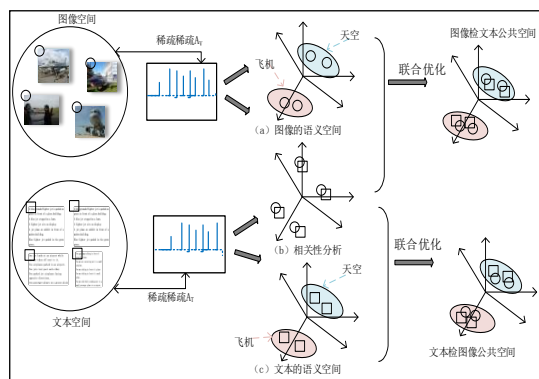 图像空间
稀疏稀疏A_V
天空
飞机
(a)图像的语义空间
联合优化
图像检文本公共空间
(b)相关性分析
稀疏稀疏A_T
文本空间
天空
飞机
(c)文本的语义空间
联合优化
文本检图像公共空间